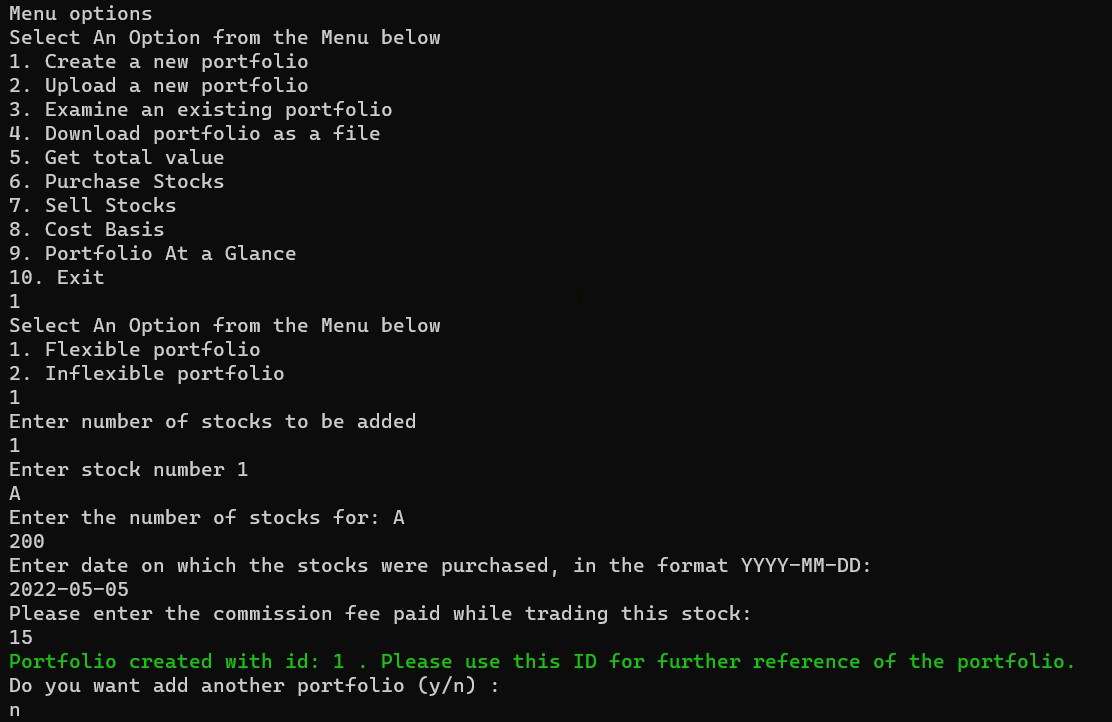 Menu options
Select An Option from the Menu below
1. Create a new portfolio
2. Upload a new portfolio
3. Examine an existing portfolio
4. Download portfolio as a file
5. Get total value
6. Purchase Stocks
7. Sell Stocks
8. Cost Basis
9. Portfolio At a Glance
10. Exit
1
Select An Option from the Menu below
1. Flexible portfolio
2. Inflexible portfolio
1
Enter number of stocks to be added
1
Enter stock number 1
A
Enter the number of stocks for: A
200
Enter date on which the stocks were purchased, in the format YYYY-MM-DD:
2022-05-05
Please enter the commission fee paid while trading this stock:
15
Portfolio created with id: 1 . Please use this ID for further reference of the portfolio.
Do you want add another portfolio (y/n) :
n